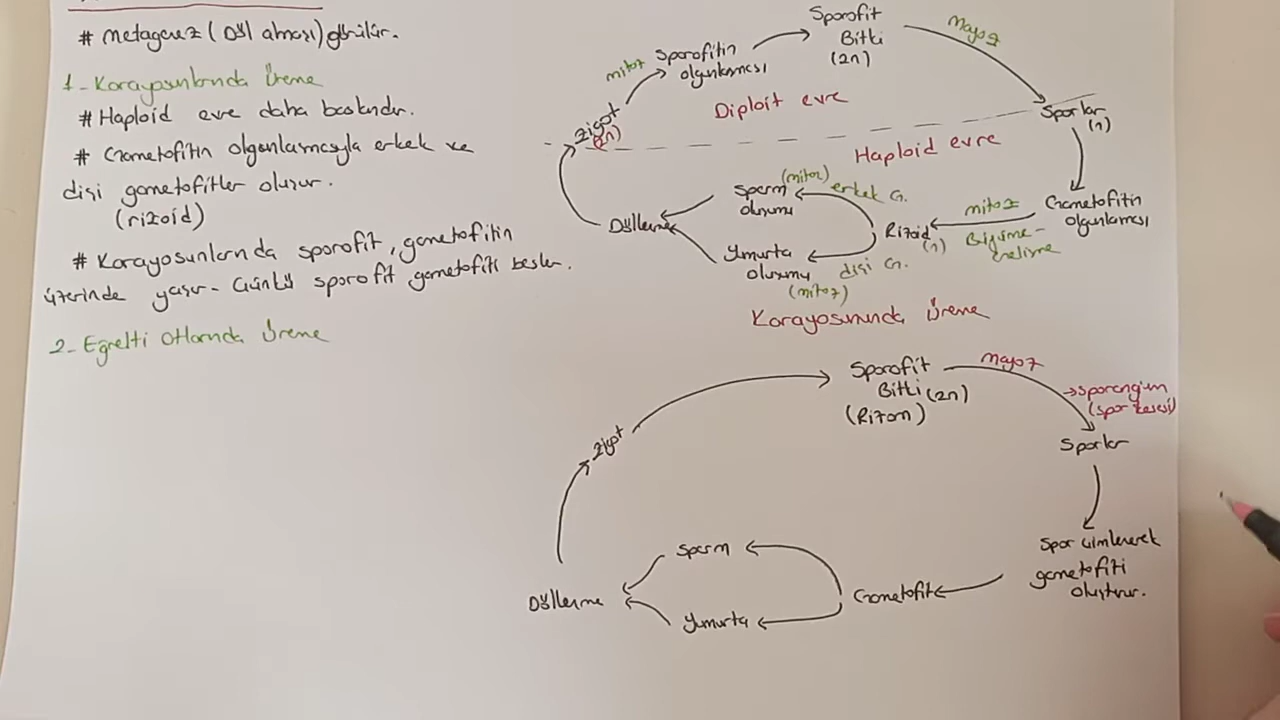 # Metagenez (Döl alması) görülür.
1- Karayosunlarında Üreme
# Haploid evre daha baskındır.
# Gametofitin olgunlaşmasıyla erkek ve
dişi gametofitler oluşur.
(rizoid)
# Karayosunlarında sporofit, gametofitin
üzerinde yaşar- Çünkü sporofit gametofiti besler.
2- Eğrelti Otlarında Üreme
Sporofit
Bitki
(2n)
Mayoz
Sporlar
(n)
Gametofitin
olgunlaşması
mitoz
Büyüme-
Gelişme
Rizoid
(n)
erkek G.
(mitoz)
Sperm
oluşumu
dişi G.
Yumurta
oluşumu
(mitoz)
Dölleme
Zigot
(2n)
mitoz
Sporofitin
olgunlaşması
Diploit evre
Haploid evre
Karayosununda Üreme
Sporofit
Bitki (2n)
(Rizom)
Mayoz
→Sporangium
(spor kesesi)
Sporlar
Spor çimlenerek
gametofiti
oluşturur.
Gametofit
Sperm
Yumurta
Dölleme
Zigot